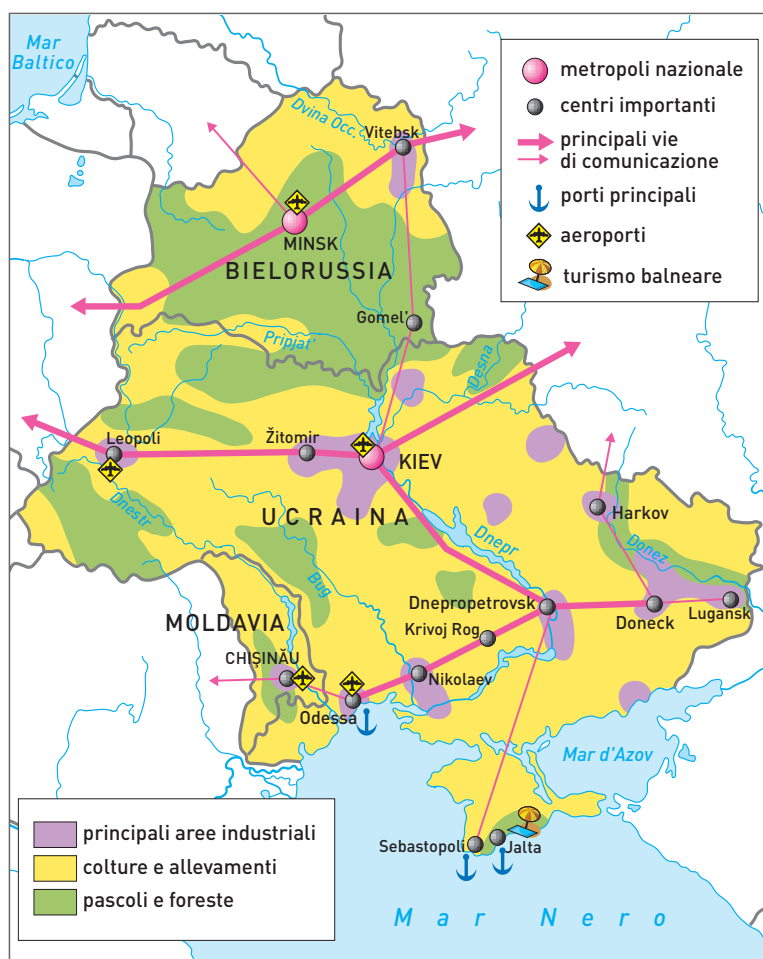 Mar
Baltico
metropoli nazionale
centri importanti
principali vie
di comunicazione
porti principali
aeroporti
turismo balneare
Dvina Occ.
Vitebsk
MINSK
BIELORUSSIA
Gomel'
Pripjat'
Desna
Leopoli
Žitomir
KIEV
Dnestr
UCRAINA
Dnepr
Harkov
Donez
Bug
MOLDAVIA
Dnepropetrovsk
Doneck
Lugansk
Krivoj Rog
CHIŞINĂU
Nikolaev
Odessa
Mar d'Azov
Sebastopoli
Jalta
Mar Nero
principali aree industriali
colture e allevamenti
pascoli e foreste